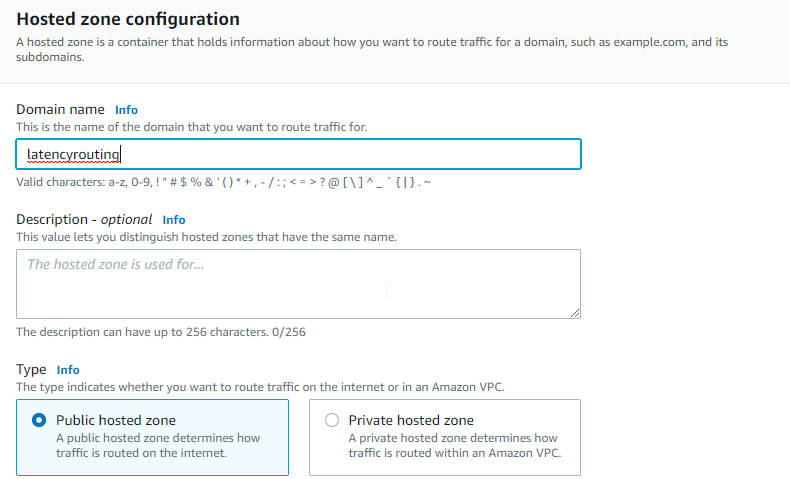 Hosted zone configuration
A hosted zone is a container that holds information about how you want to route traffic for a domain, such as example.com, and its
subdomains.
Domain name Info
This is the name of the domain that you want to route traffic for.
latencyrouting
Valid characters: a-z, 0-9, ! " # $ % & ' ( ) * + , - / : ; < = > ? @ [ \ ] ^ _ ` { | } . ~
Description - optional Info
This value lets you distinguish hosted zones that have the same name.
The hosted zone is used for...
The description can have up to 256 characters. 0/256
Type Info
The type indicates whether you want to route traffic on the internet or in an Amazon VPC.
Public hosted zone
A public hosted zone determines how
traffic is routed on the internet.
Private hosted zone
A private hosted zone determines how
traffic is routed within an Amazon VPC.